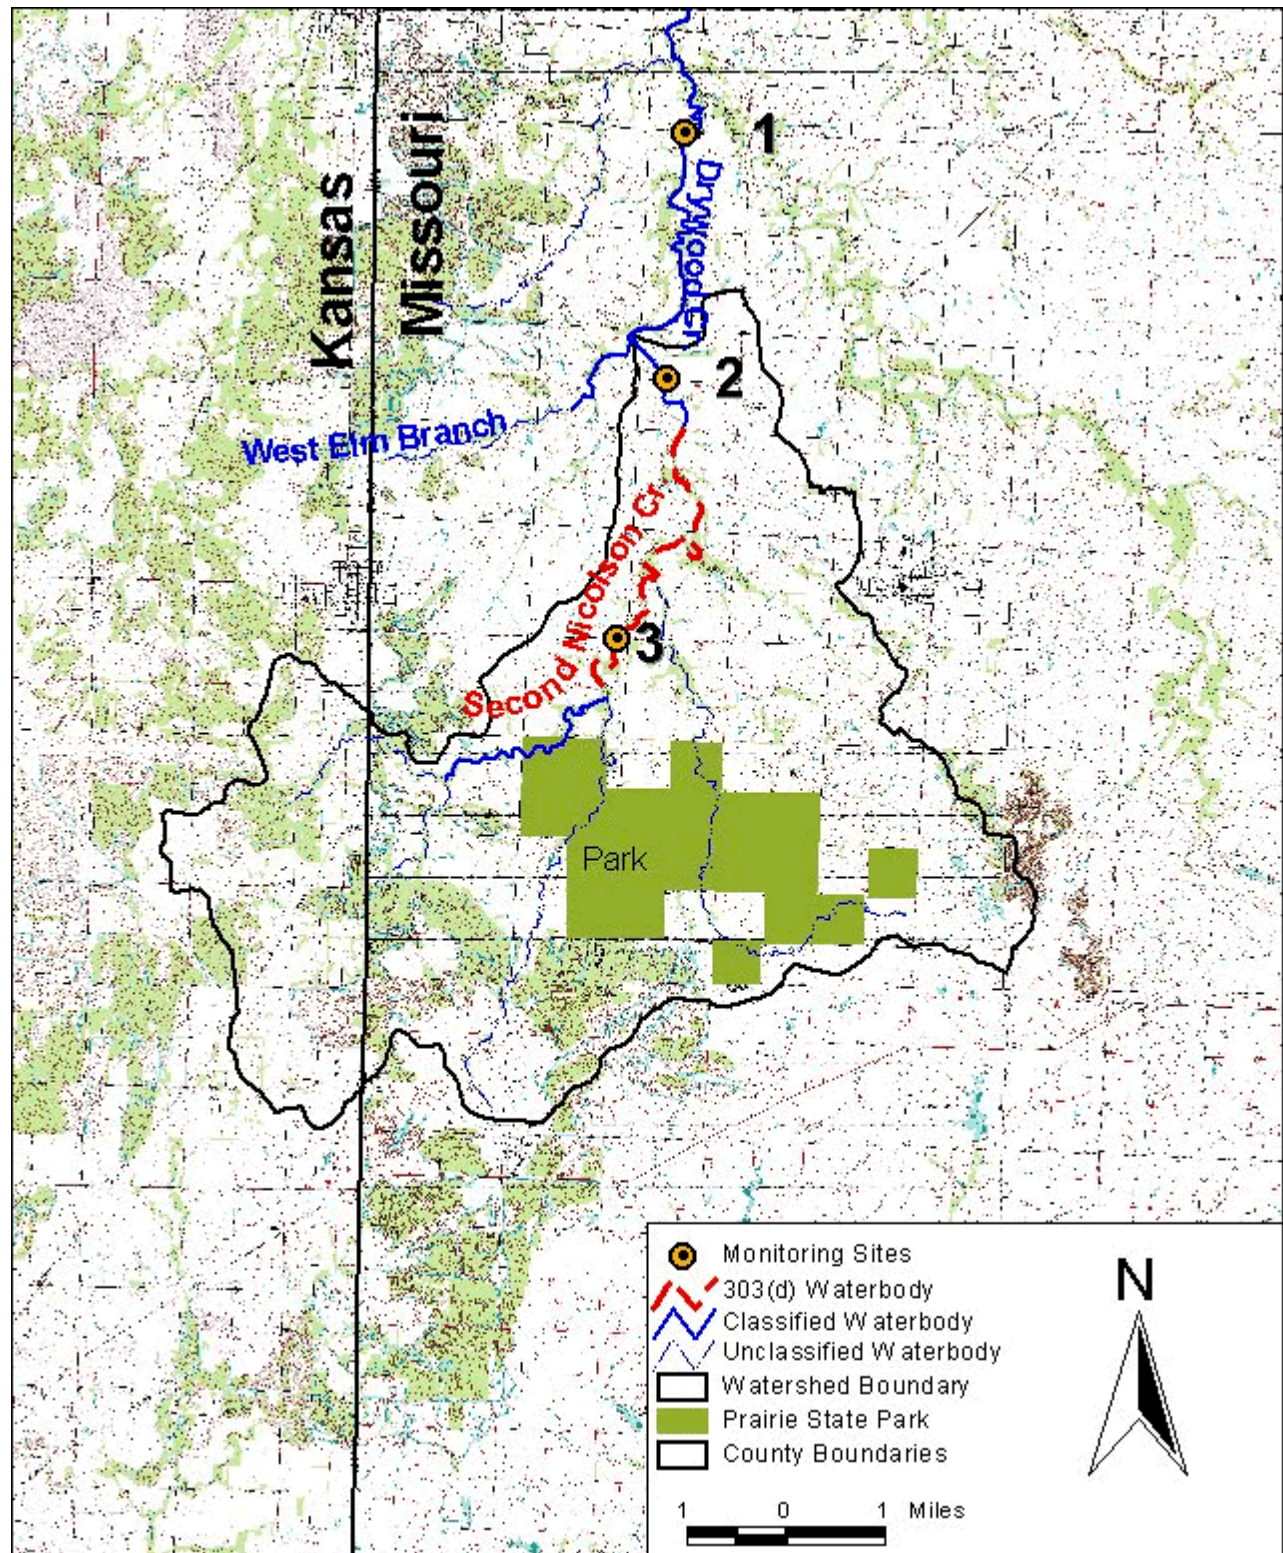 1
Drywood Cr
Kansas
Missouri
2
West Elm Branch
Second Nicolson Cr
3
Park
Monitoring Sites
303(d) Waterbody
Classified Waterbody
Unclassified Waterbody
Watershed Boundary
Prairie State Park
County Boundaries
N
1 0 1 Miles